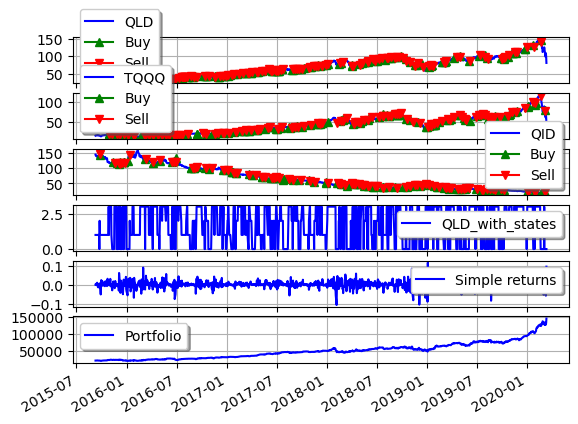 QLD
Buy
Sell
150
100
50
TQQQ
Buy
Sell
100
50
QID
Buy
Sell
150
100
50
2.5
0.0
QLD_with_states
0.1
0.0
−0.1
Simple returns
150000
100000
50000
Portfolio
2015-07
2016-01
2016-07
2017-01
2017-07
2018-01
2018-07
2019-01
2019-07
2020-01